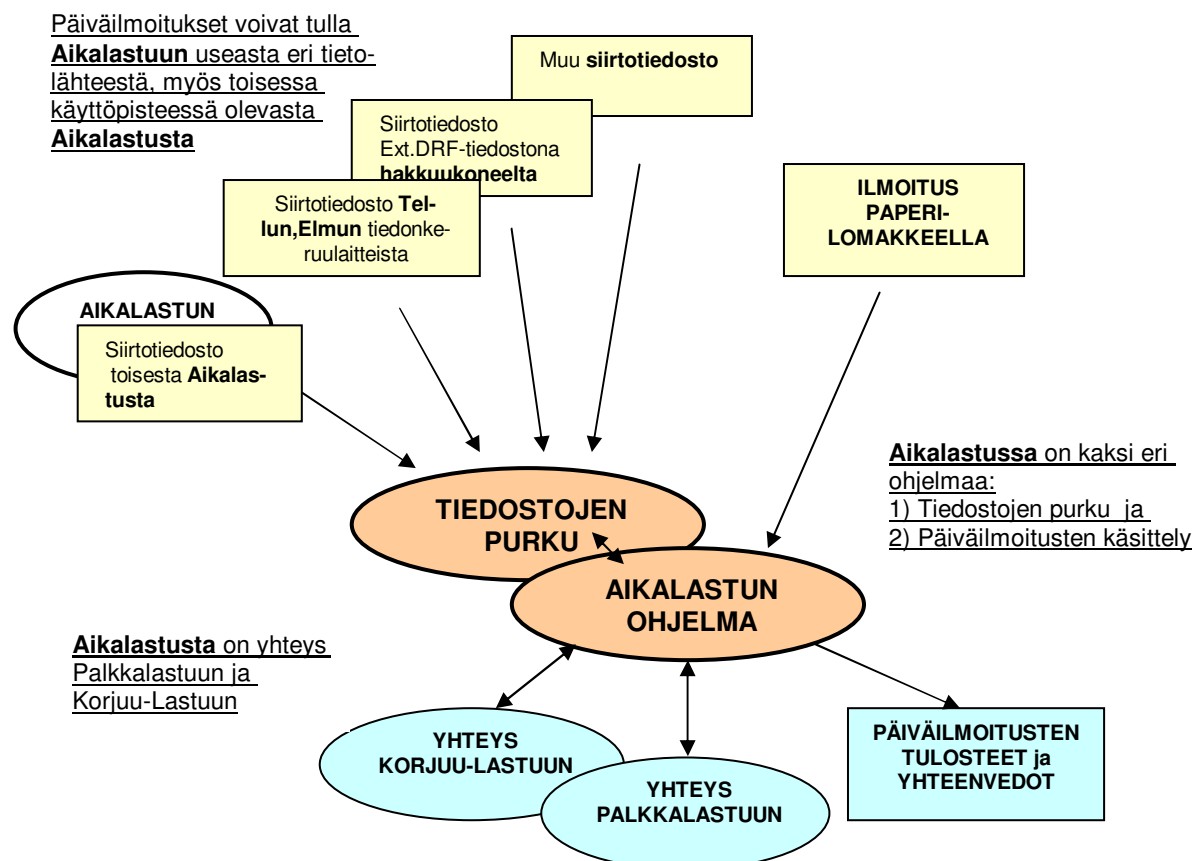 Päiväilmoitukset voivat tulla
Aikalastuun useasta eri tieto-
lähteestä, myös toisessa
käyttöpisteessä olevasta
Aikalastusta
Muu siirtotiedosto
Siirtotiedosto
Ext.DRF-tiedostona
hakkuukoneelta
Siirtotiedosto Tel-
lun,Elmun tiedonke-
ruulaitteista
ILMOITUS
PAPERI-
LOMAKKEELLA
AIKALASTUN
Siirtotiedosto
toisesta Aikalas-
tusta
TIEDOSTOJEN
PURKU
Aikalastussa on kaksi eri
ohjelmaa:
1) Tiedostojen purku ja
2) Päiväilmoitusten käsittely
AIKALASTUN
OHJELMA
Aikalastusta on yhteys
Palkkalastuun ja
Korjuu-Lastuun
YHTEYS
KORJUU-LASTUUN
YHTEYS
PALKKALASTUUN
PÄIVÄILMOITUSTEN
TULOSTEET ja
YHTEENVEDOT